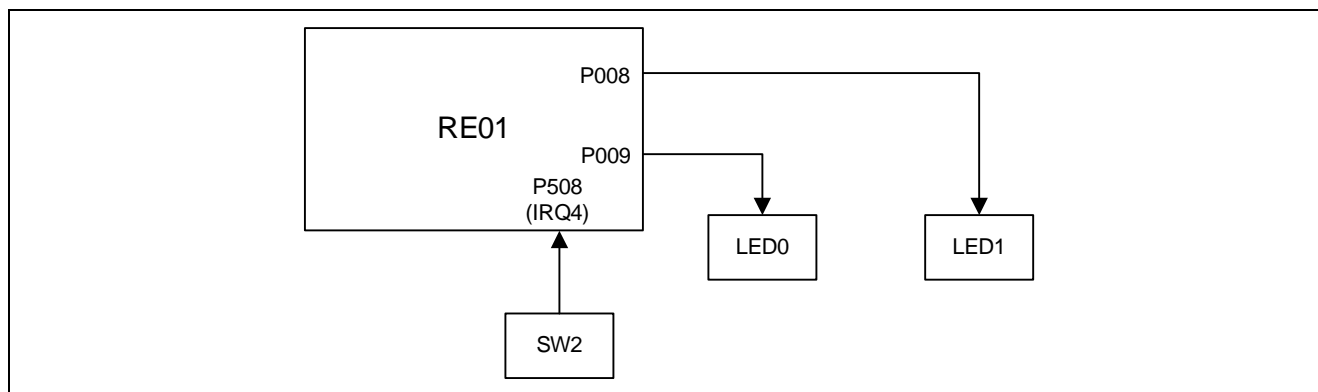 P008
RE01
P009
P508
(IRQ4)
LED0
LED1
SW2